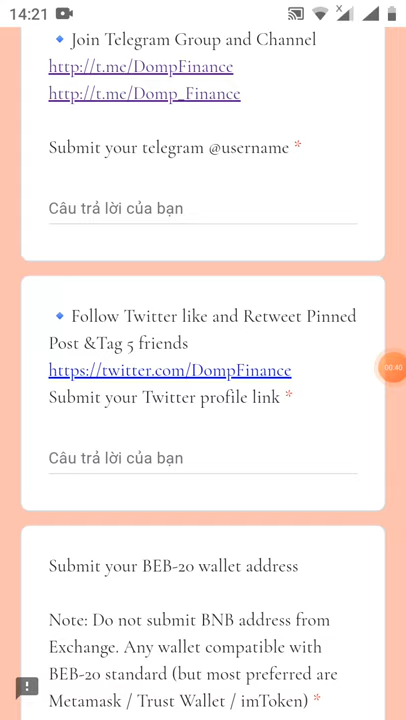 14:21
Join Telegram Group and Channel
http://t.me/DompFinance
http://t.me/Domp_Finance
Submit your telegram @username *
Câu trả lời của bạn
Follow Twitter like and Retweet Pinned
Post &Tag 5 friends
https://twitter.com/DompFinance
00:40
Submit your Twitter profile link *
Câu trả lời của bạn
Submit your BEB-20 wallet address
Note: Do not submit BNB address from
Exchange. Any wallet compatible with
BEB-20 standard (but most preferred are
Metamask / Trust Wallet / imToken) *